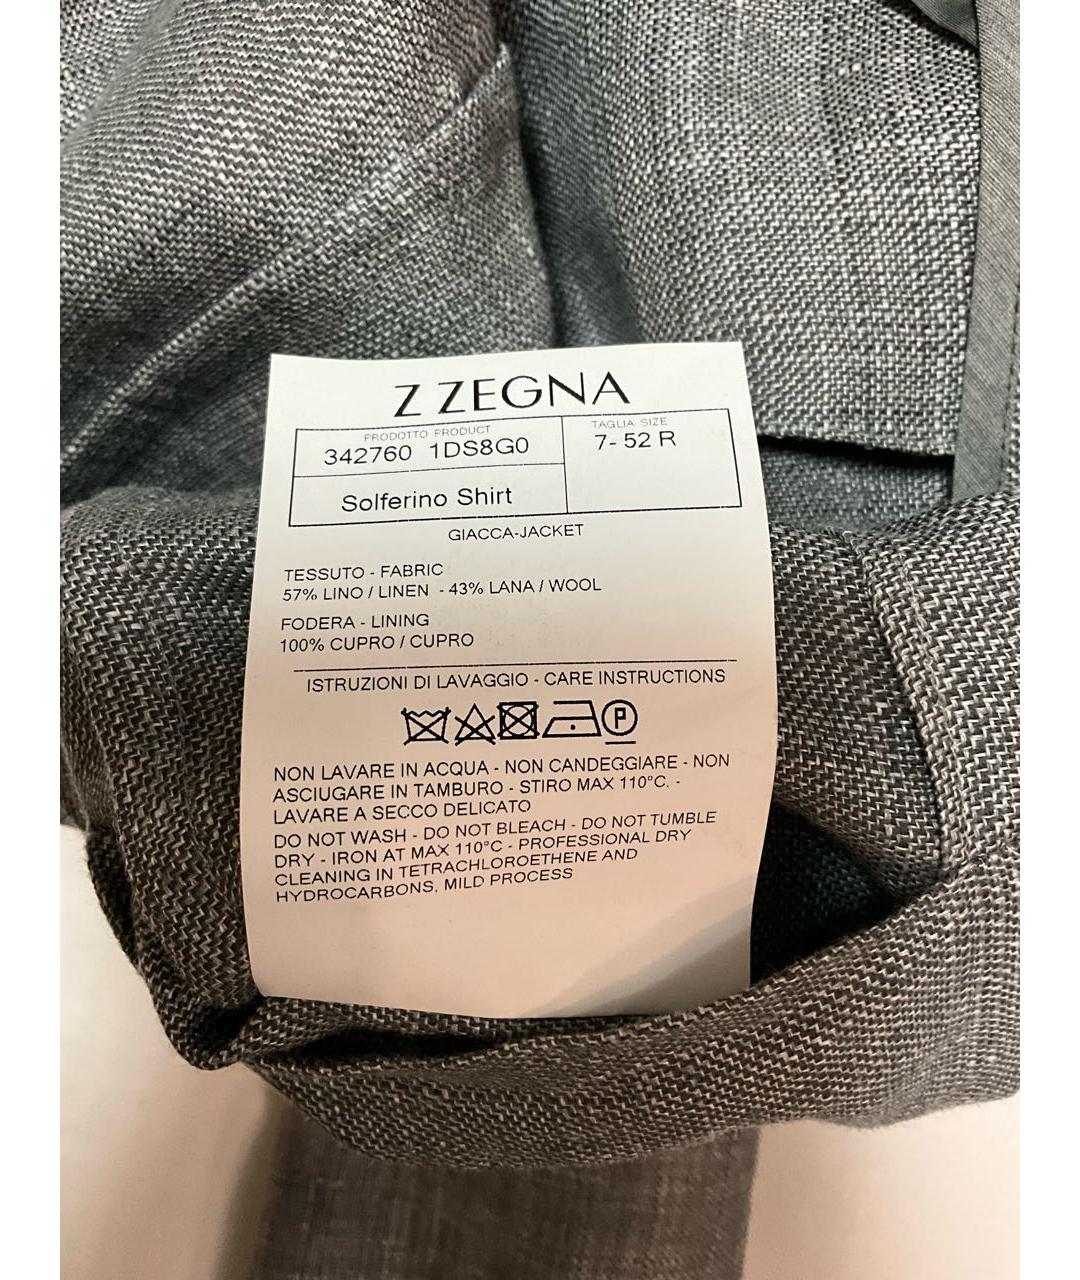 Z ZEGNA
PRODOTTO PRODUCT
342760 1DS8G0
TAGLIA SIZE
7- 52 R
Solferino Shirt
GIACCA-JACKET
TESSUTO - FABRIC
57% LINO / LINEN - 43% LANA / WOOL
FODERA - LINING
100% CUPRO / CUPRO
ISTRUZIONI DI LAVAGGIO - CARE INSTRUCTIONS
P
NON LAVARE IN ACQUA - NON CANDEGGIARE - NON
ASCIUGARE IN TAMBURO - STIRO MAX 110°C. -
LAVARE A SECCO DELICATO
DO NOT WASH - DO NOT BLEACH - DO NOT TUMBLE
DRY - IRON AT MAX 110°C - PROFESSIONAL DRY
CLEANING IN TETRACHLOROETHENE AND
HYDROCARBONS, MILD PROCESS